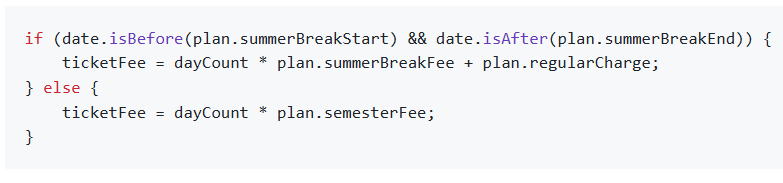 if (date.isBefore(plan.summerBreakStart) && date.isAfter(plan.summerBreakEnd)) {
    ticketFee = dayCount * plan.summerBreakFee + plan.regularCharge;
} else {
    ticketFee = dayCount * plan.semesterFee;
}